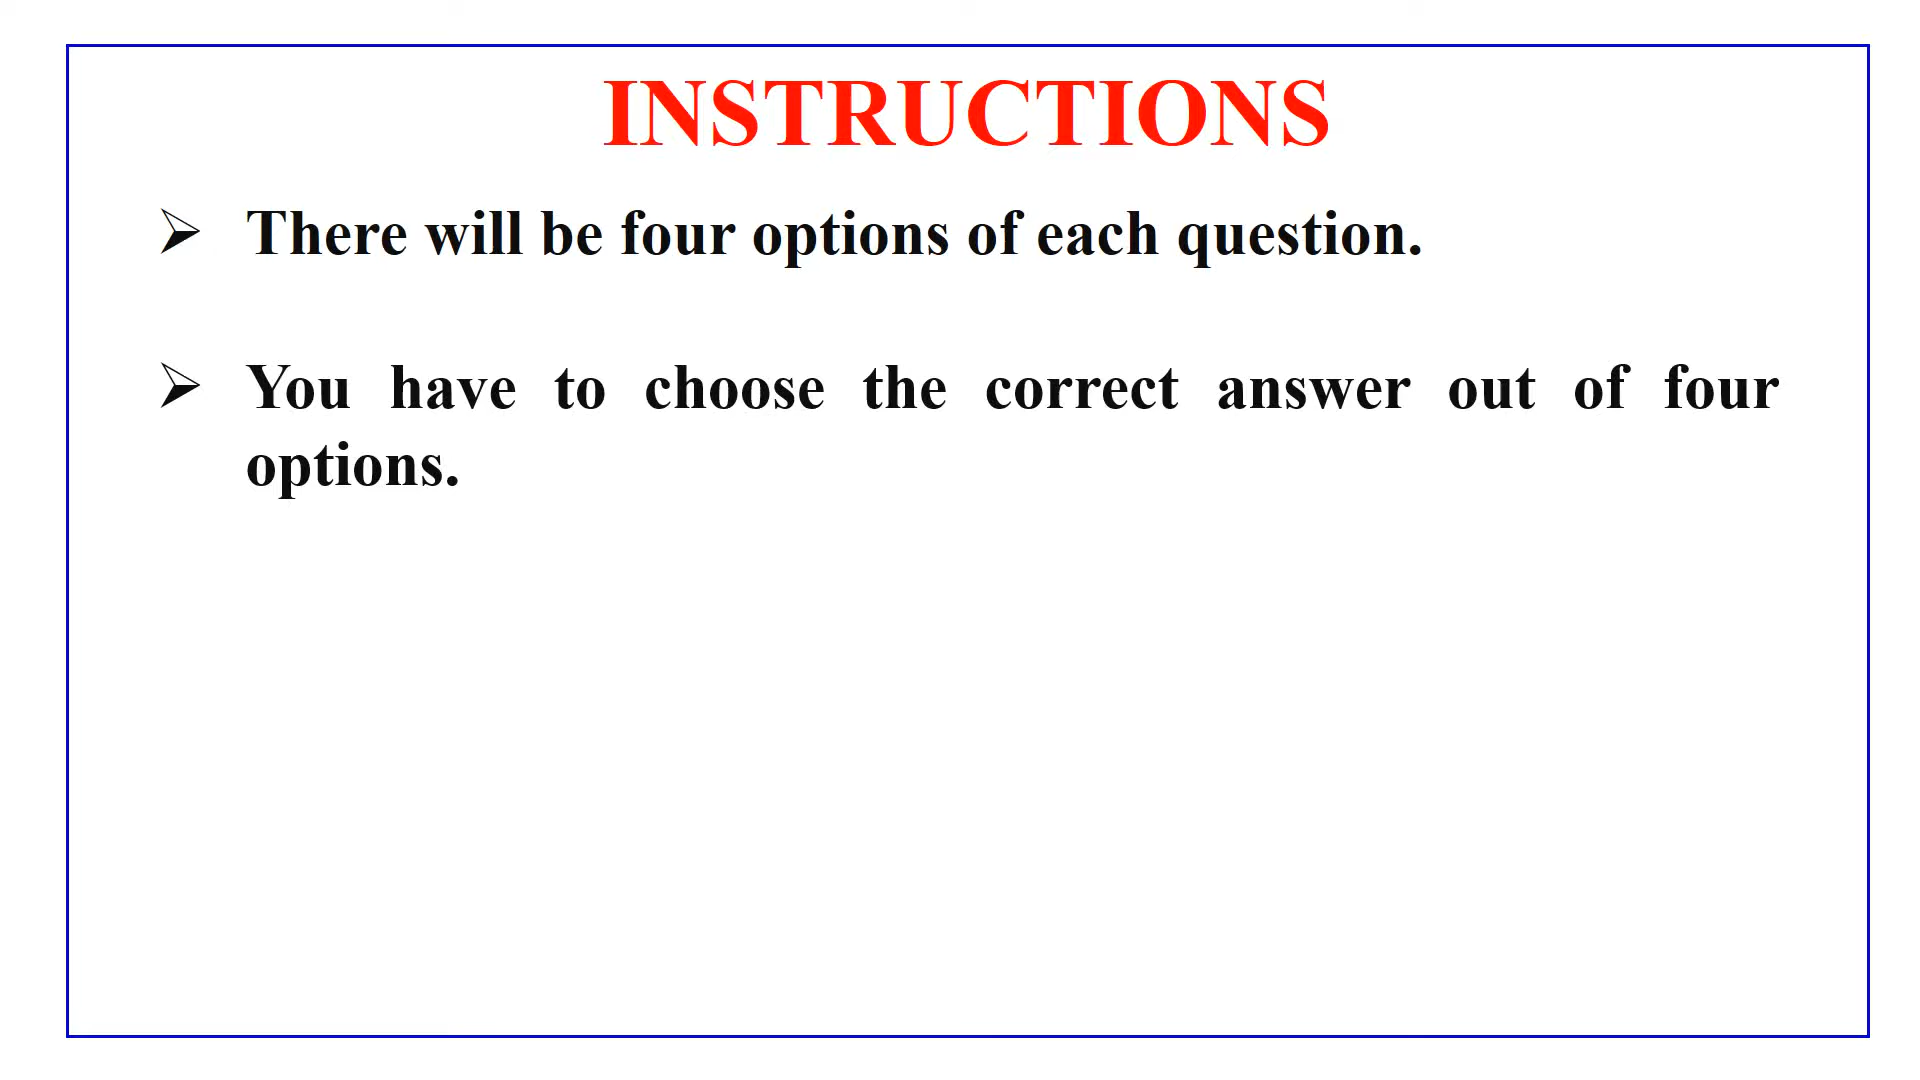 INSTRUCTIONS
➢ There will be four options of each question.
➢ You have to choose the correct answer out of four
options.